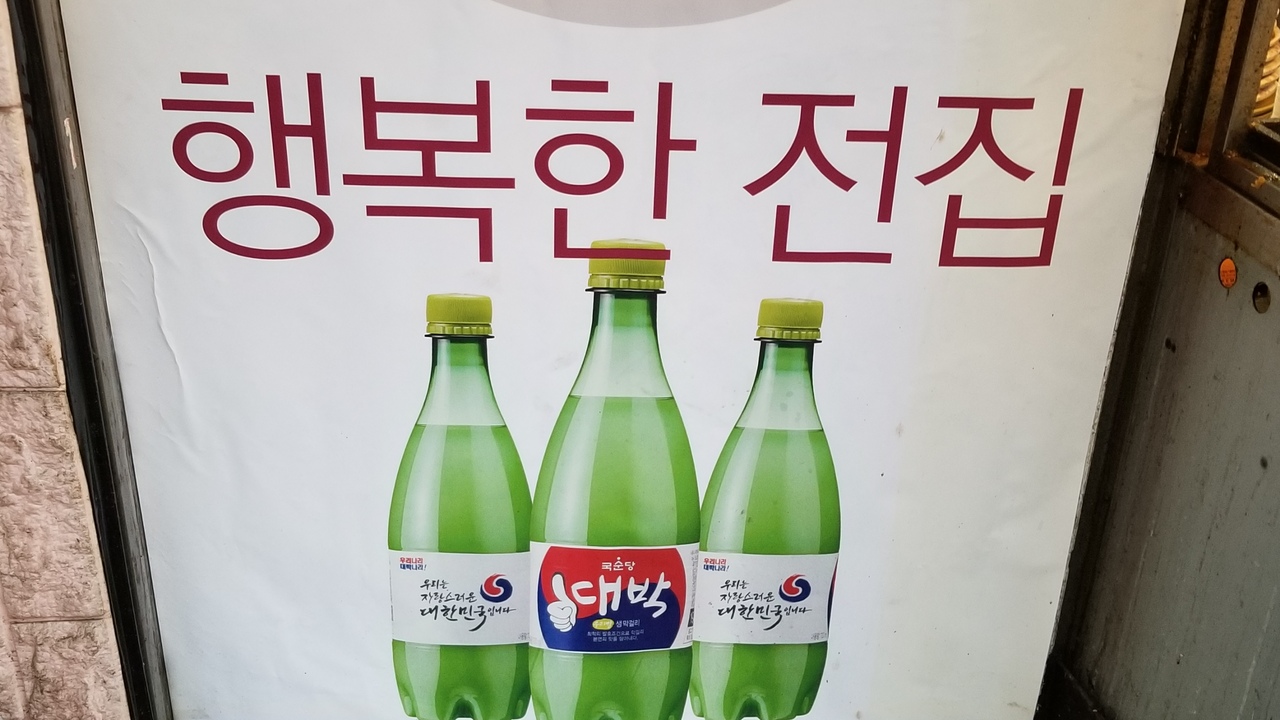 행복한 전집
우리나라
대박나라!
우리는
자랑스러운
대한민국입니다
국순당
대박
생막걸리
우리나라
대박나라!
우리는
자랑스러운
대한민국입니다